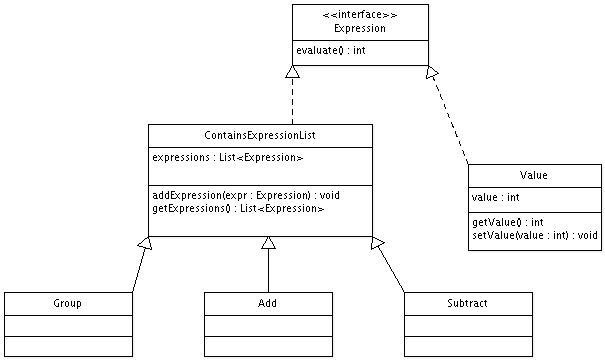 <<interface>>
Expression
evaluate() : int
ContainsExpressionList
expressions : List<Expression>
addExpression(expr : Expression) : void
getExpressions() : List<Expression>
Value
value : int
getValue() : int
setValue(value : int) : void
Group
Add
Subtract